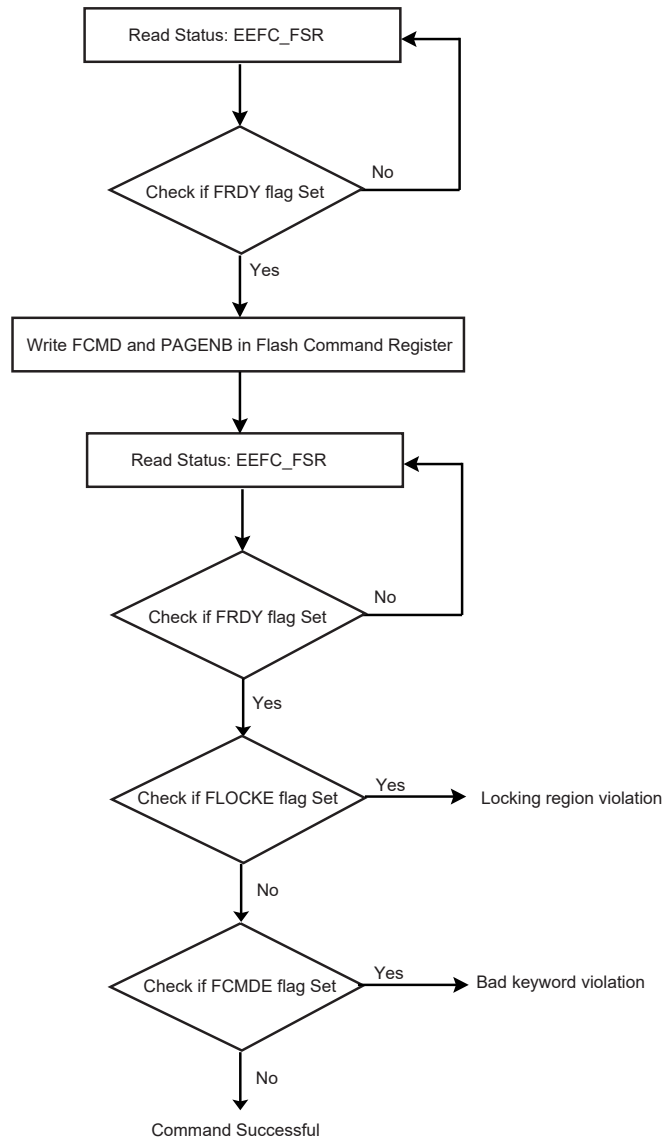 Read Status: EEFC_FSR
No
Check if FRDY flag Set
Yes
Write FCMD and PAGENB in Flash Command Register
Read Status: EEFC_FSR
No
Check if FRDY flag Set
Yes
Yes
Check if FLOCKE flag Set
Locking region violation
No
Yes
Check if FCMDE flag Set
Bad keyword violation
No
Command Successful